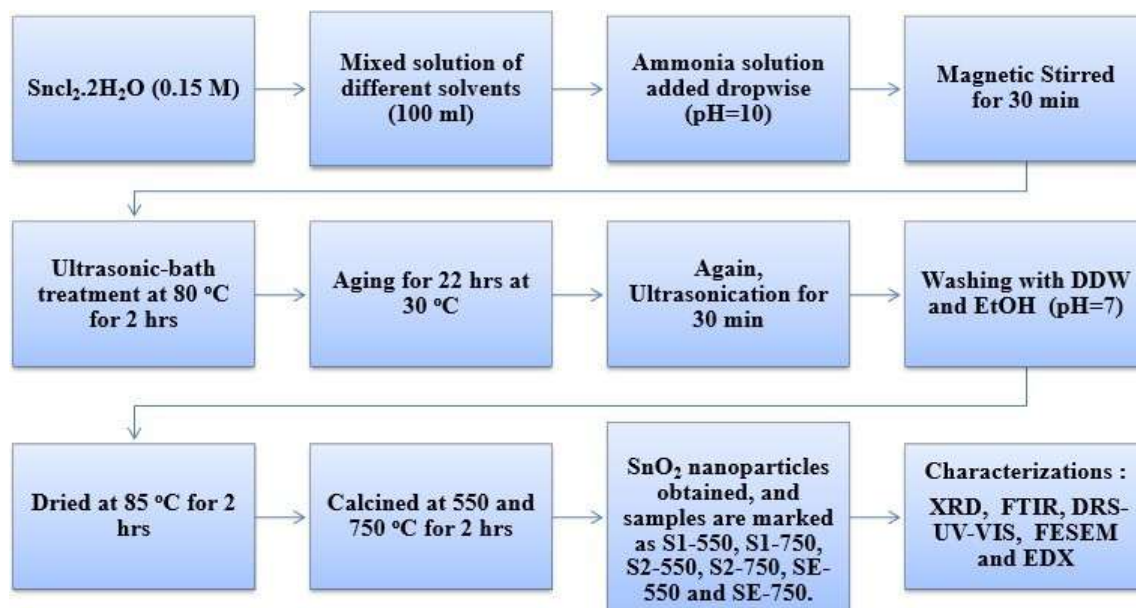 Sncl₂.2H₂O (0.15 M)
Mixed solution of
different solvents
(100 ml)
Ammonia solution
added dropwise
(pH=10)
Magnetic Stirred
for 30 min
Ultrasonic-bath
treatment at 80 °C
for 2 hrs
Aging for 22 hrs at
30 °C
Again,
Ultrasonication for
30 min
Washing with DDW
and EtOH (pH=7)
Dried at 85 °C for 2
hrs
Calcined at 550 and
750 °C for 2 hrs
SnO₂ nanoparticles
obtained, and
samples are marked
as S1-550, S1-750,
S2-550, S2-750, SE-
550 and SE-750.
Characterizations :
XRD, FTIR, DRS-
UV-VIS, FESEM
and EDX